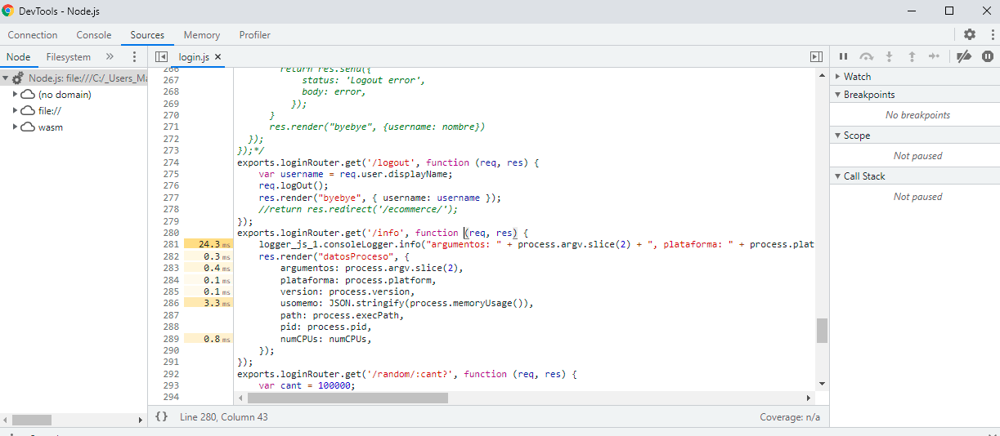 DevTools - Node.js
Connection Console Sources Memory Profiler
Node Filesystem »
login.js ×
Node.js: file:///C:/_Users_Ma
(no domain)
file://
wasm
266 return res.send({
267 status: 'Logout error',
268 body: error,
269 });
270 }
271 res.render("byebye", {username: nombre})
272 });
273 });*/
274 exports.loginRouter.get('/logout', function (req, res) {
275 var username = req.user.displayName;
276 req.logOut();
277 res.render("byebye", { username: username });
278 //return res.redirect('/ecommerce/');
279 });
280 exports.loginRouter.get('/info', function (req, res) {
281 24.3 ms logger_js_1.consoleLogger.info("argumentos: " + process.argv.slice(2) + ", plataforma: " + process.plat
282 0.3 ms res.render("datosProceso", {
283 0.4 ms argumentos: process.argv.slice(2),
284 0.1 ms plataforma: process.platform,
285 0.1 ms version: process.version,
286 3.3 ms usomemo: JSON.stringify(process.memoryUsage()),
287 path: process.execPath,
288 pid: process.pid,
289 0.8 ms numCPUs: numCPUs,
290 });
291 });
292 exports.loginRouter.get('/random/:cant?', function (req, res) {
293 var cant = 100000;
294
{} Line 280, Column 43
Coverage: n/a
Watch
Breakpoints
No breakpoints
Scope
Not paused
Call Stack
Not paused